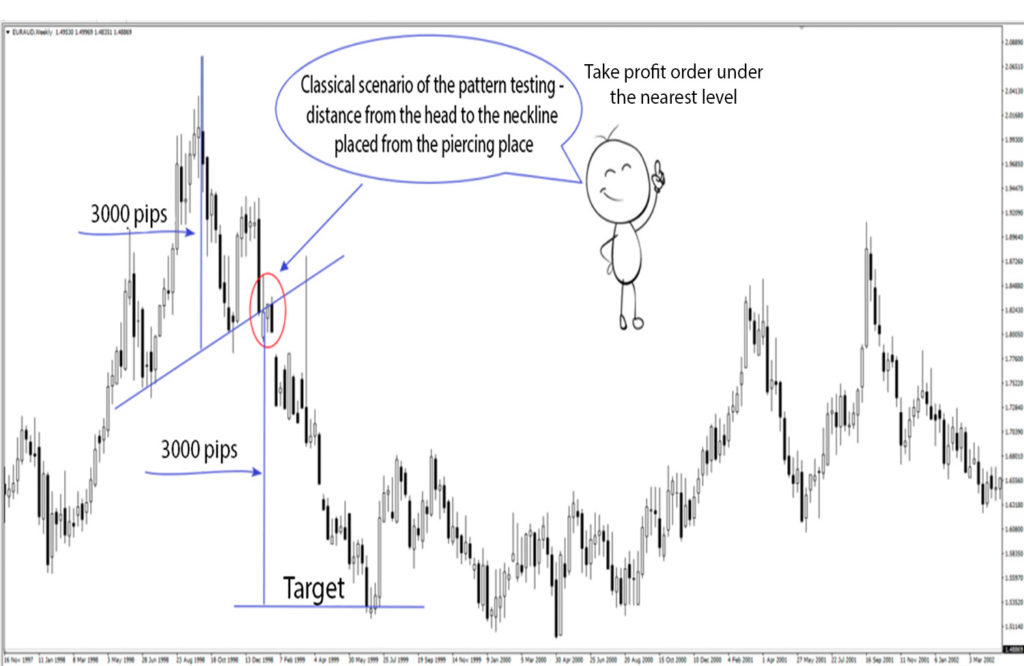 EURAUD,Weekly 1.49530 1.49969 1.48351 1.48869
Classical scenario of the pattern testing -
distance from the head to the neckline
placed from the piercing place
Take profit order under
the nearest level
3000 pips
3000 pips
Target
2.08890
2.06510
2.04130
2.01680
1.99300
1.96850
1.94470
1.92090
1.89640
1.87260
1.84880
1.82430
1.80050
1.77600
1.75220
1.72840
1.70390
1.68010
1.65560
1.60800
1.58350
1.55970
1.53520
1.51140
1.48869
16 Nov 1997 11 Jan 1998 8 Mar 1998 3 May 1998 28 Jun 1998 23 Aug 1998 18 Oct 1998 13 Dec 1998 7 Feb 1999 4 Apr 1999 30 May 1999 25 Jul 1999 19 Sep 1999 14 Nov 1999 9 Jan 2000 5 Mar 2000 30 Apr 2000 25 Jun 2000 20 Aug 2000 15 Oct 2000 10 Dec 2000 4 Feb 2001 1 Apr 2001 27 May 2001 22 Jul 2001 16 Sep 2001 11 Nov 2001 6 Jan 2002 3 Mar 2002